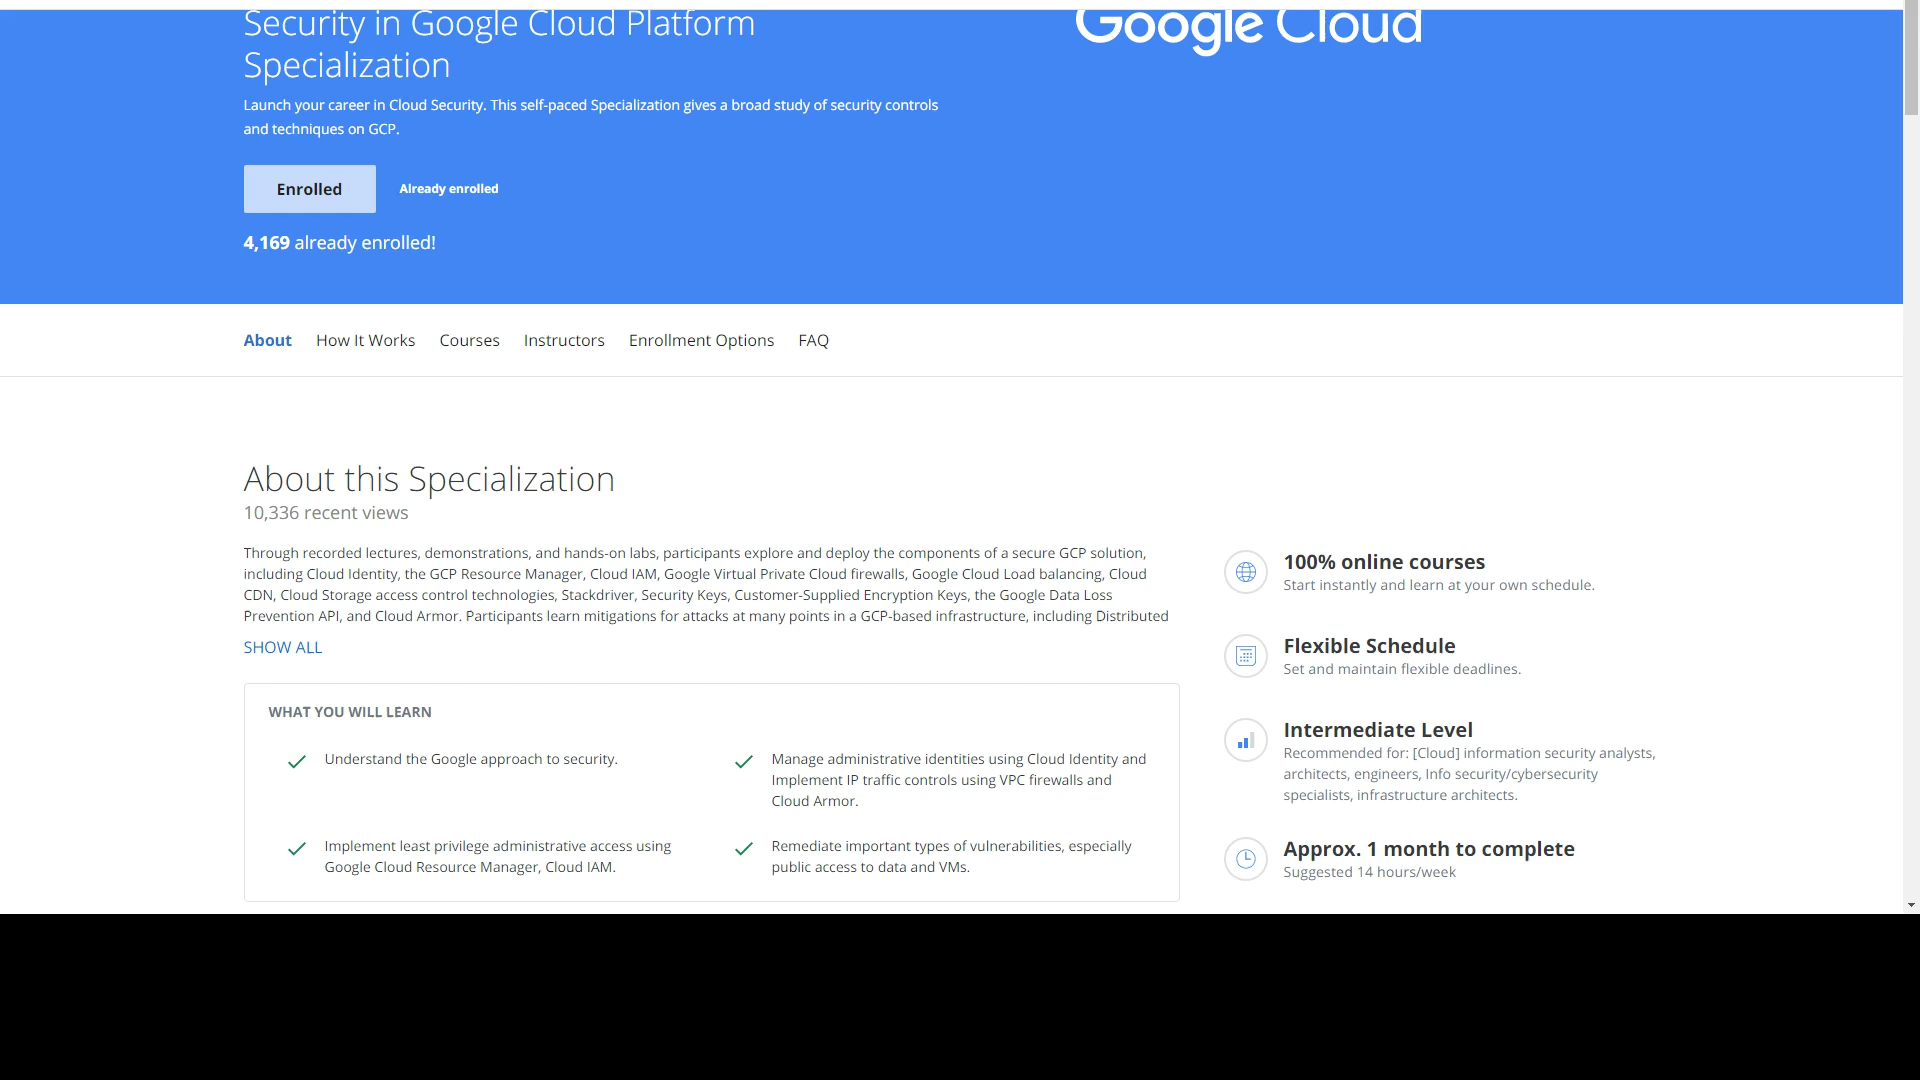 Security in Google Cloud Platform
Specialization
Google Cloud
Launch your career in Cloud Security. This self-paced Specialization gives a broad study of security controls
and techniques on GCP.
Enrolled
Already enrolled
4,169 already enrolled!
About
How It Works
Courses
Instructors
Enrollment Options
FAQ
About this Specialization
10,336 recent views
Through recorded lectures, demonstrations, and hands-on labs, participants explore and deploy the components of a secure GCP solution,
including Cloud Identity, the GCP Resource Manager, Cloud IAM, Google Virtual Private Cloud firewalls, Google Cloud Load balancing, Cloud
CDN, Cloud Storage access control technologies, Stackdriver, Security Keys, Customer-Supplied Encryption Keys, the Google Data Loss
Prevention API, and Cloud Armor. Participants learn mitigations for attacks at many points in a GCP-based infrastructure, including Distributed
SHOW ALL
WHAT YOU WILL LEARN
Understand the Google approach to security.
Manage administrative identities using Cloud Identity and
Implement IP traffic controls using VPC firewalls and
Cloud Armor.
Implement least privilege administrative access using
Google Cloud Resource Manager, Cloud IAM.
Remediate important types of vulnerabilities, especially
public access to data and VMs.
100% online courses
Start instantly and learn at your own schedule.
Flexible Schedule
Set and maintain flexible deadlines.
Intermediate Level
Recommended for: [Cloud] information security analysts,
architects, engineers, Info security/cybersecurity
specialists, infrastructure architects.
Approx. 1 month to complete
Suggested 14 hours/week